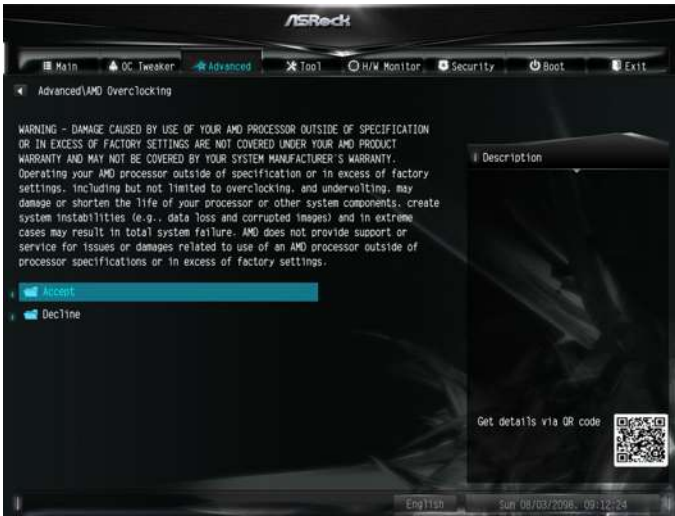 ASRock
Main OC Tweaker Advanced Tool H/W Monitor Security Boot Exit
Advanced\AMD Overclocking
WARNING - DAMAGE CAUSED BY USE OF YOUR AMD PROCESSOR OUTSIDE OF SPECIFICATION
OR IN EXCESS OF FACTORY SETTINGS ARE NOT COVERED UNDER YOUR AMD PRODUCT
WARRANTY AND MAY NOT BE COVERED BY YOUR SYSTEM MANUFACTURER'S WARRANTY.
Operating your AMD processor outside of specification or in excess of factory
settings, including but not limited to overclocking, and undervolting, may
damage or shorten the life of your processor or other system components, create
system instabilities (e.g., data loss and corrupted images) and in extreme
cases may result in total system failure. AMD does not provide support or
service for issues or damages related to use of an AMD processor outside of
processor specifications or in excess of factory settings.
Accept
Decline
Description
Get details via QR code
English
Sun 08/03/2098, 09:12:24